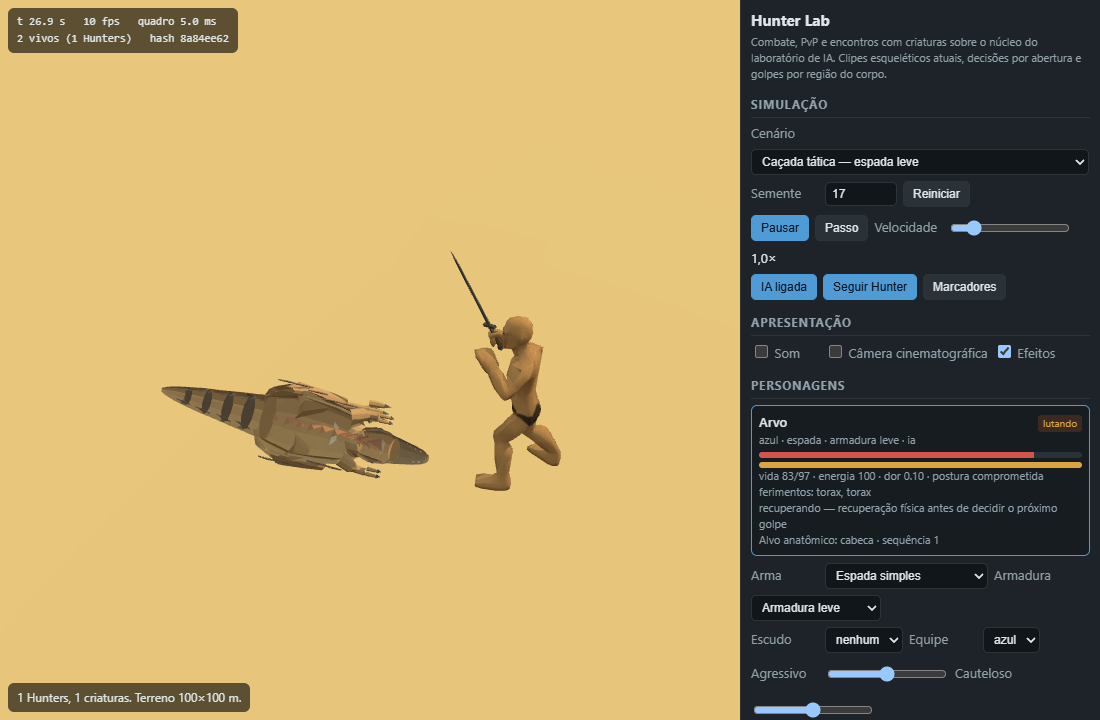 t 26.9 s   10 fps   quadro 5.0 ms
2 vivos (1 Hunters)   hash 8a84ee62
1 Hunters, 1 criaturas. Terreno 100×100 m.
Hunter Lab
Combate, PvP e encontros com criaturas sobre o núcleo do
laboratório de IA. Clipes esqueléticos atuais, decisões por abertura e
golpes por região do corpo.
SIMULAÇÃO
Cenário
Caçada tática — espada leve
Semente 17 Reiniciar
Pausar Passo Velocidade
1,0×
IA ligada Seguir Hunter Marcadores
APRESENTAÇÃO
Som Câmera cinematográfica Efeitos
PERSONAGENS
Arvo lutando
azul · espada · armadura leve · ia
vida 83/97 · energia 100 · dor 0.10 · postura comprometida
ferimentos: torax, torax
recuperando — recuperação física antes de decidir o próximo
golpe
Alvo anatômico: cabeca · sequência 1
Arma Espada simples Armadura
Armadura leve
Escudo nenhum Equipe azul
Agressivo Cauteloso